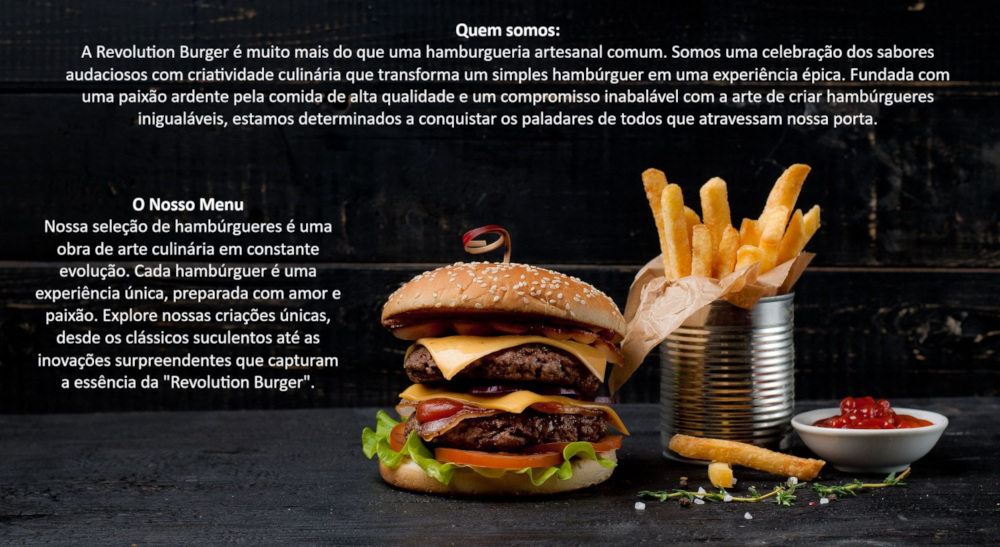 Quem somos:
A Revolution Burger é muito mais do que uma hamburgueria artesanal comum. Somos uma celebração dos sabores
audaciosos com criatividade culinária que transforma um simples hambúrguer em uma experiência épica. Fundada com
uma paixão ardente pela comida de alta qualidade e um compromisso inabalável com a arte de criar hambúrgueres
inigualáveis, estamos determinados a conquistar os paladares de todos que atravessam nossa porta.
O Nosso Menu
Nossa seleção de hambúrgueres é uma
obra de arte culinária em constante
evolução. Cada hambúrguer é uma
experiência única, preparada com amor e
paixão. Explore nossas criações únicas,
desde os clássicos suculentos até as
inovações surpreendentes que capturam
a essência da "Revolution Burger".